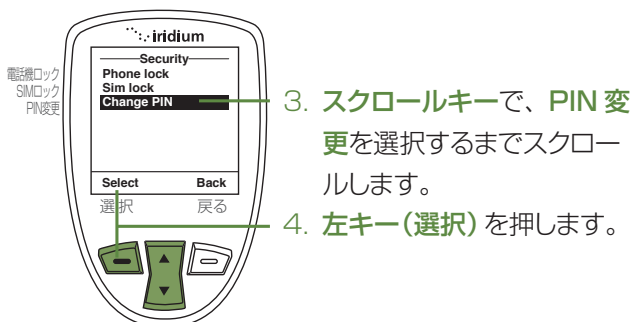 iridium
Security
Phone lock
Sim lock
Change PIN
電話機ロック
SIMロック
PIN変更
Select Back
選択 戻る
3. スクロールキーで、PIN 変
更を選択するまでスクロー
ルします。
4. 左キー(選択)を押します。